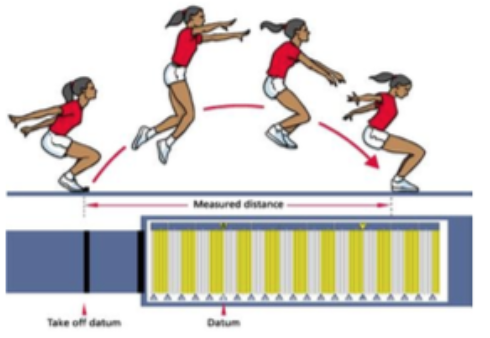 Measured distance
Take off datum
Datum